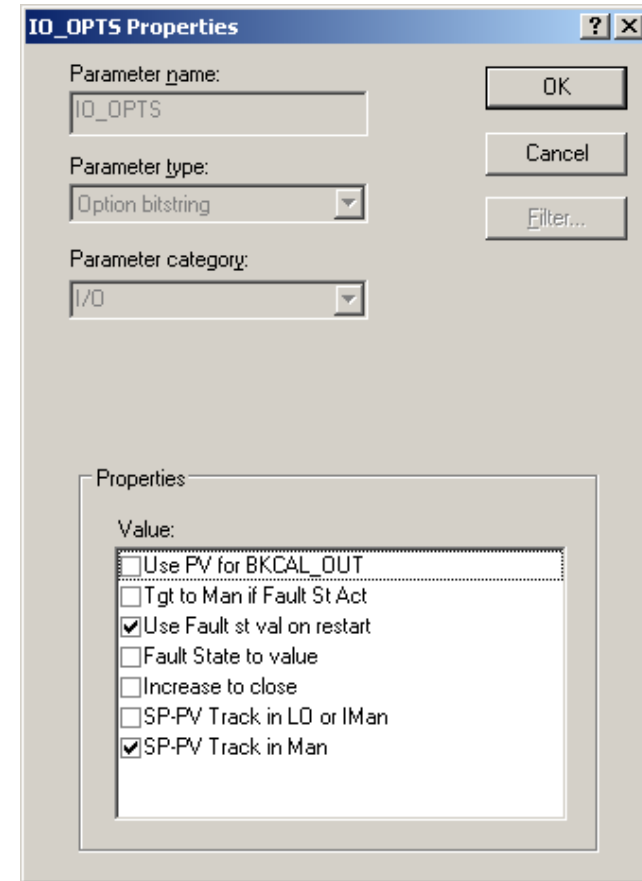 IO_OPTS Properties
Parameter name:
IO_OPTS
OK
Parameter type:
Option bitstring
Cancel
Filter...
Parameter category:
I/O
Properties
Value:
Use PV for BKCAL_OUT
Tgt to Man if Fault St Act
Use Fault st val on restart
Fault State to value
Increase to close
SP-PV Track in LO or IMan
SP-PV Track in Man